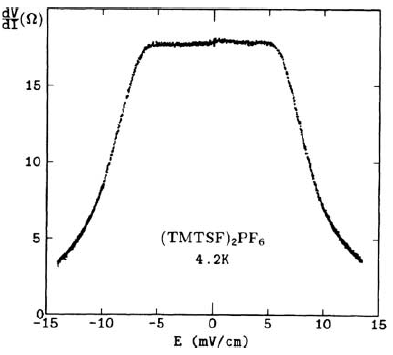 dV/dI(Ω)
15
10
5
0
(TMTSF)₂PF₆
4.2K
-15 -10 -5 0 5 10 15
E (mV/cm)